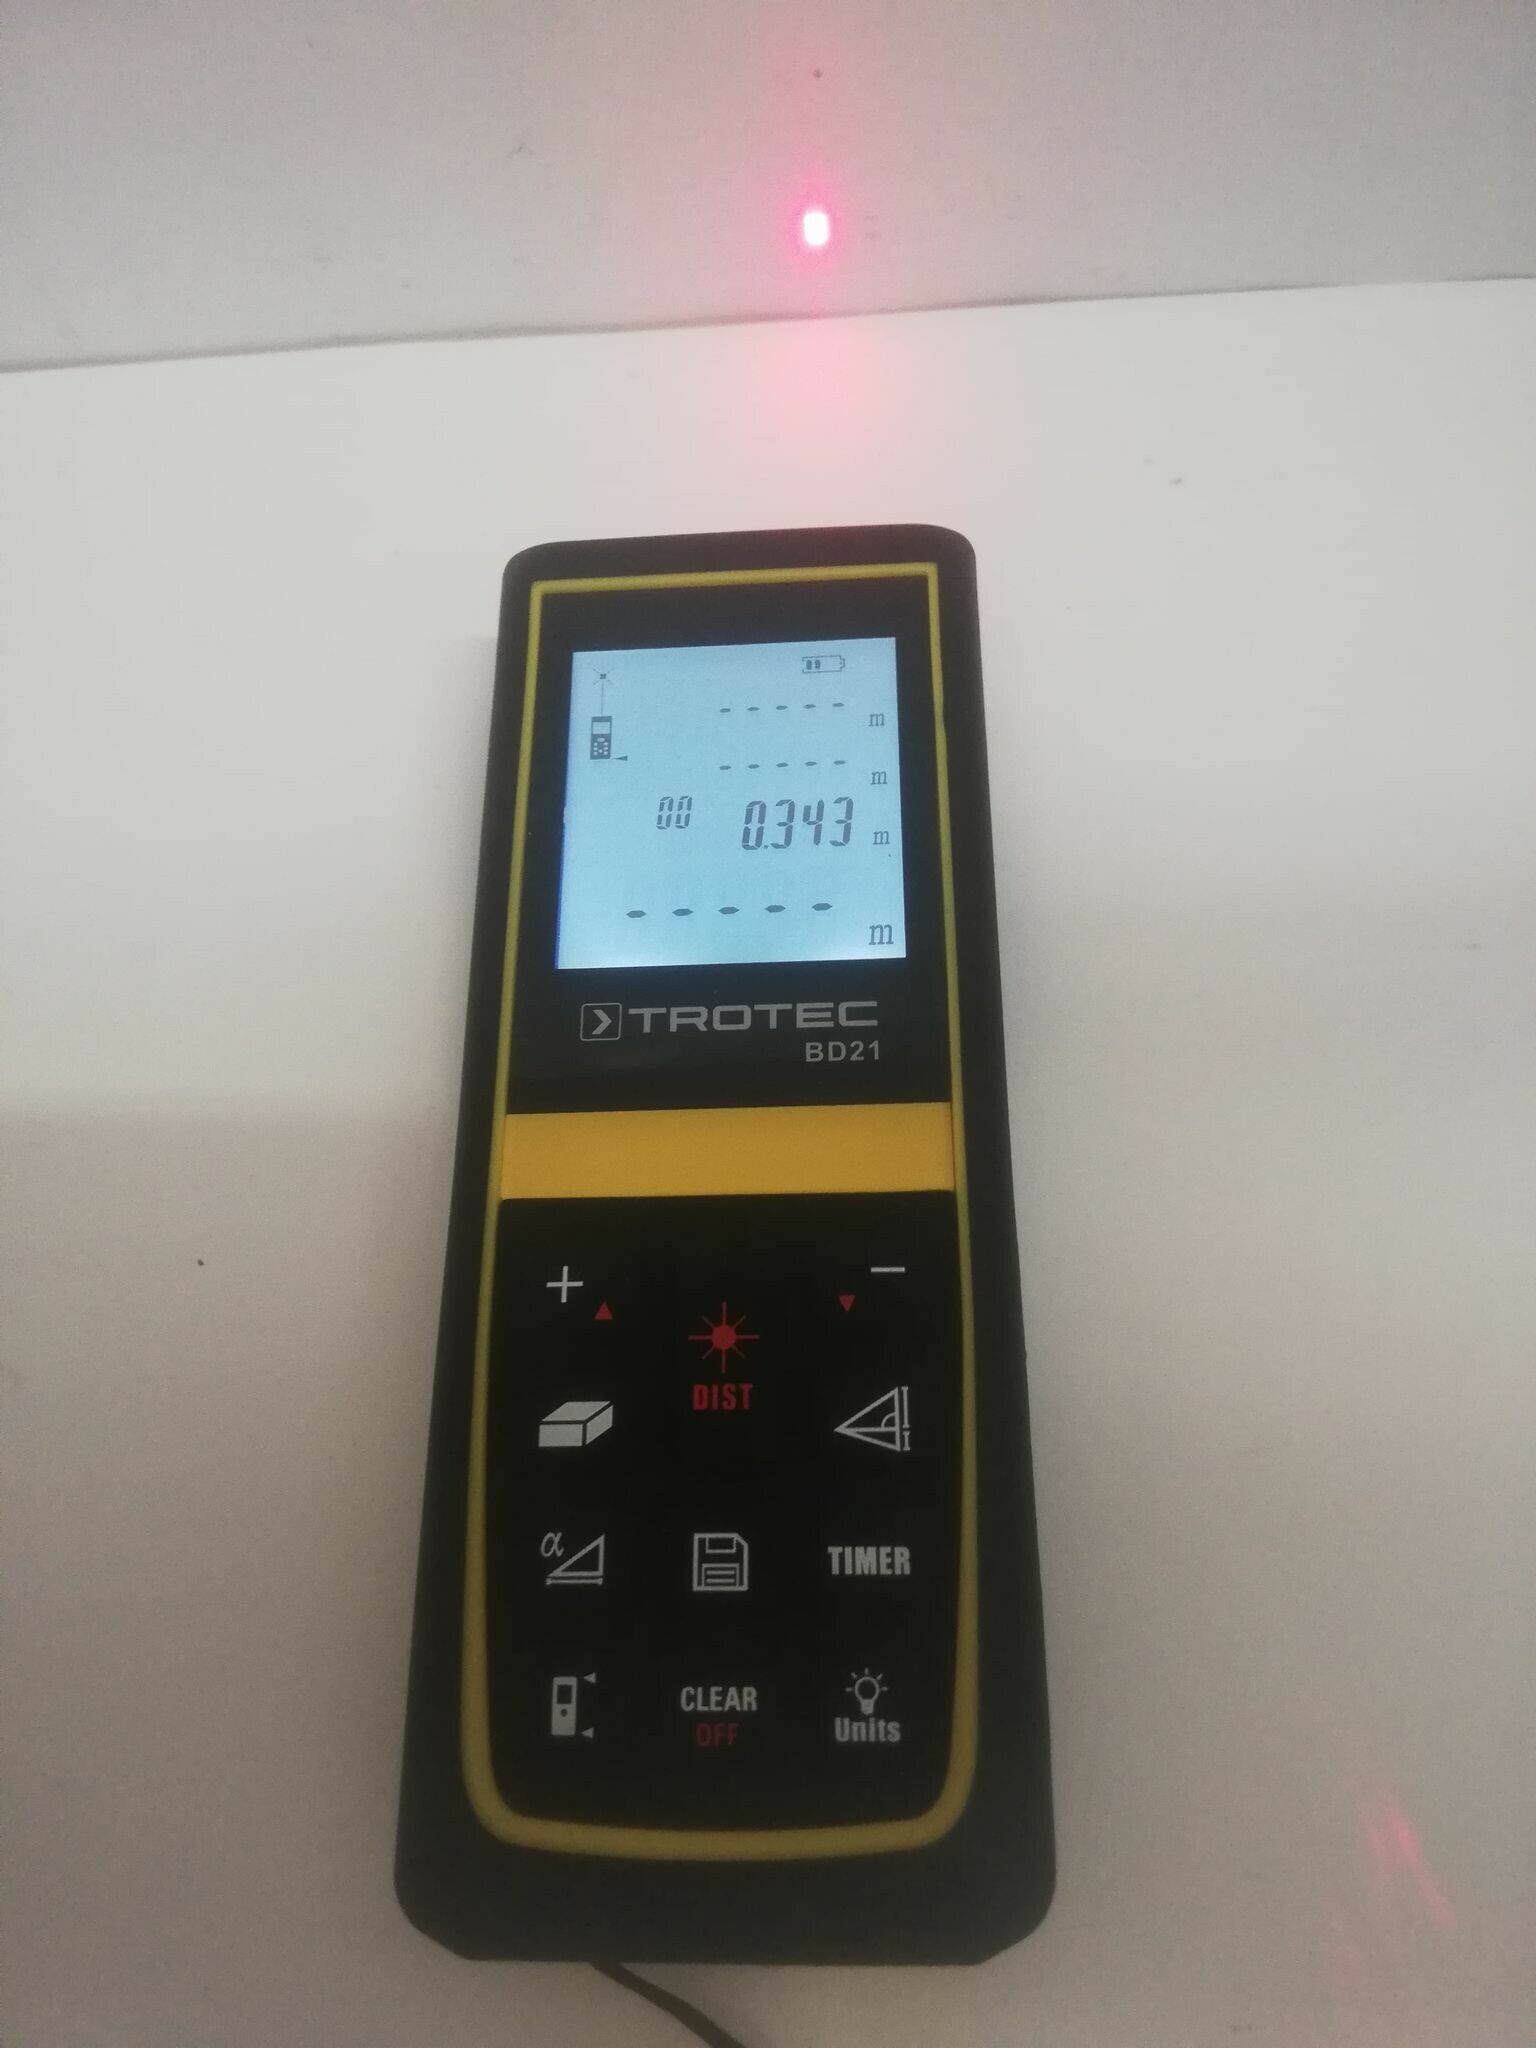 - - - - - m
- - - - - m
00 0.343 m
- - - - - m
TROTEC
BD21
+ −
DIST
α
TIMER
CLEAR
OFF
Units